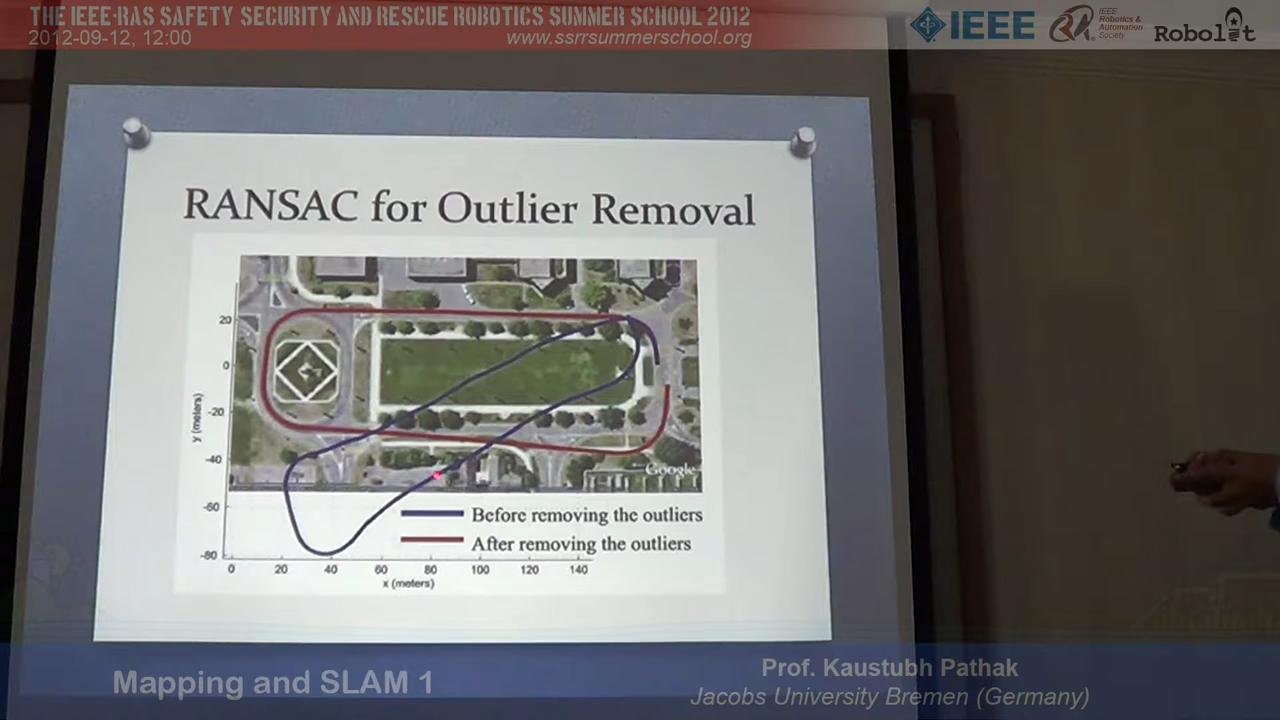 THE IEEE-RAS SAFETY SECURITY AND RESCUE ROBOTICS SUMMER SCHOOL 2012
2012-09-12, 12:00
www.ssrrsummerschool.org
IEEE
IEEE
Robotics &
Automation
Society
Robolit
RANSAC for Outlier Removal
20
0
-20
-40
-60
-80
y (meters)
Google
Before removing the outliers
After removing the outliers
0 20 40 60 80 100 120 140
x (meters)
Mapping and SLAM 1
Prof. Kaustubh Pathak
Jacobs University Bremen (Germany)